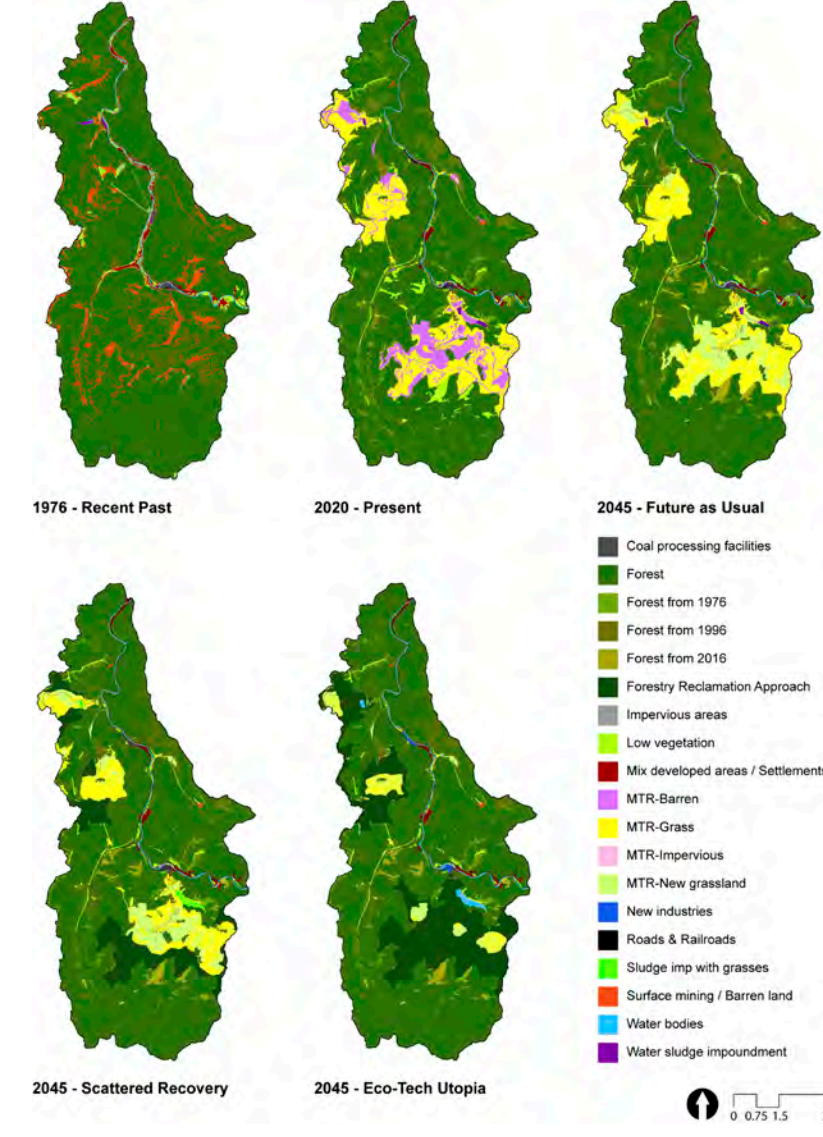 1976 - Recent Past
2020 - Present
2045 - Future as Usual
Coal processing facilities
Forest
Forest from 1976
Forest from 1996
Forest from 2016
Forestry Reclamation Approach
Impervious areas
Low vegetation
Mix developed areas / Settlements
MTR-Barren
MTR-Grass
MTR-Impervious
MTR-New grassland
New industries
Roads & Railroads
Sludge imp with grasses
Surface mining / Barren land
Water bodies
Water sludge impoundment
2045 - Scattered Recovery
2045 - Eco-Tech Utopia
0 0.75 1.5